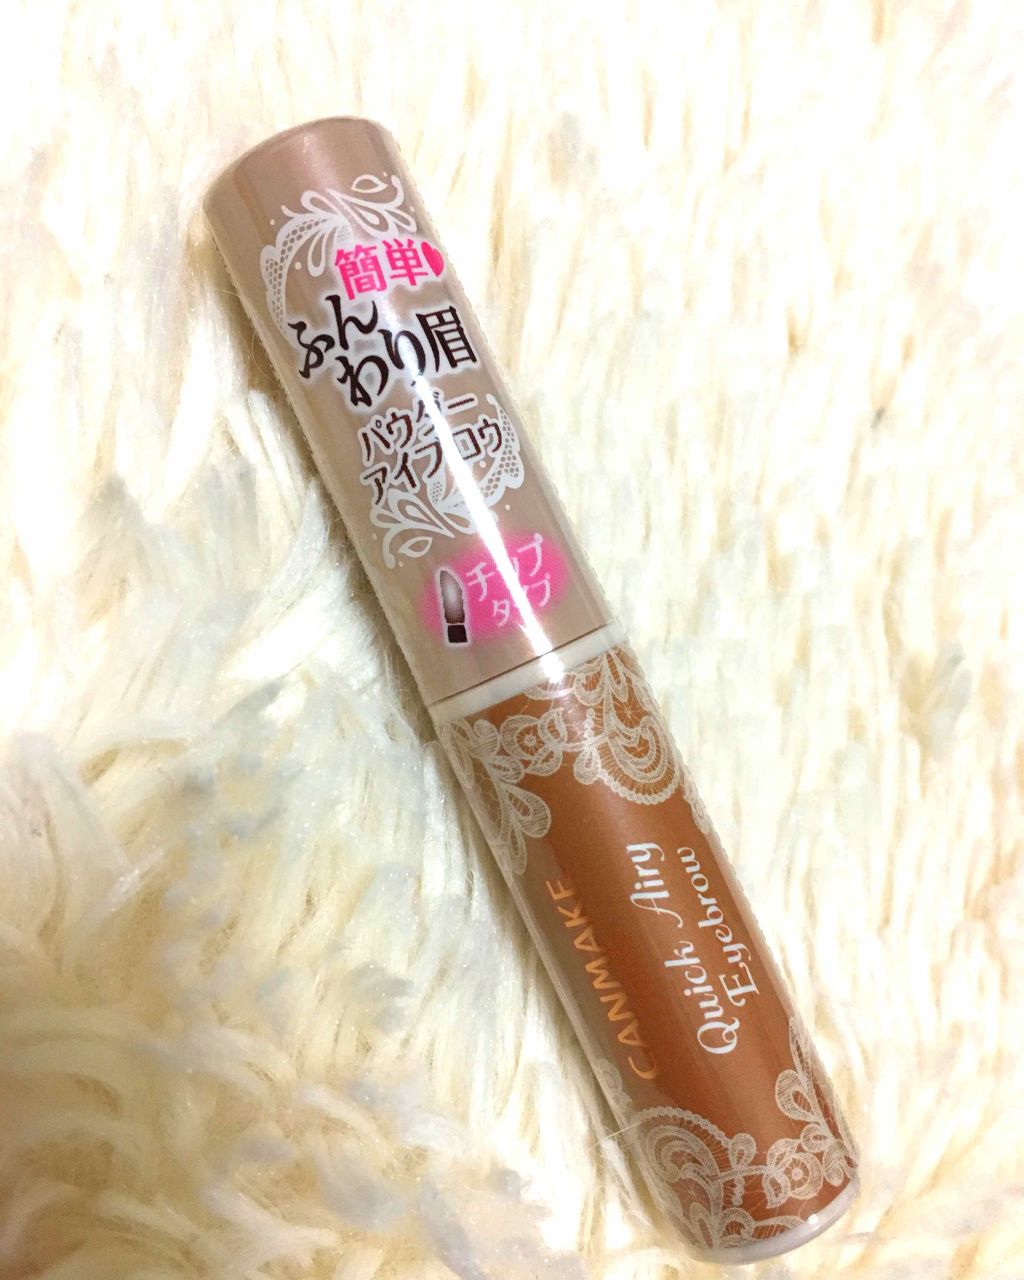 簡単♥
ふん
わり眉
パウダー
アイブロウ
チップ
タイプ
CANMAKE
Quick Airy
Eyebrow